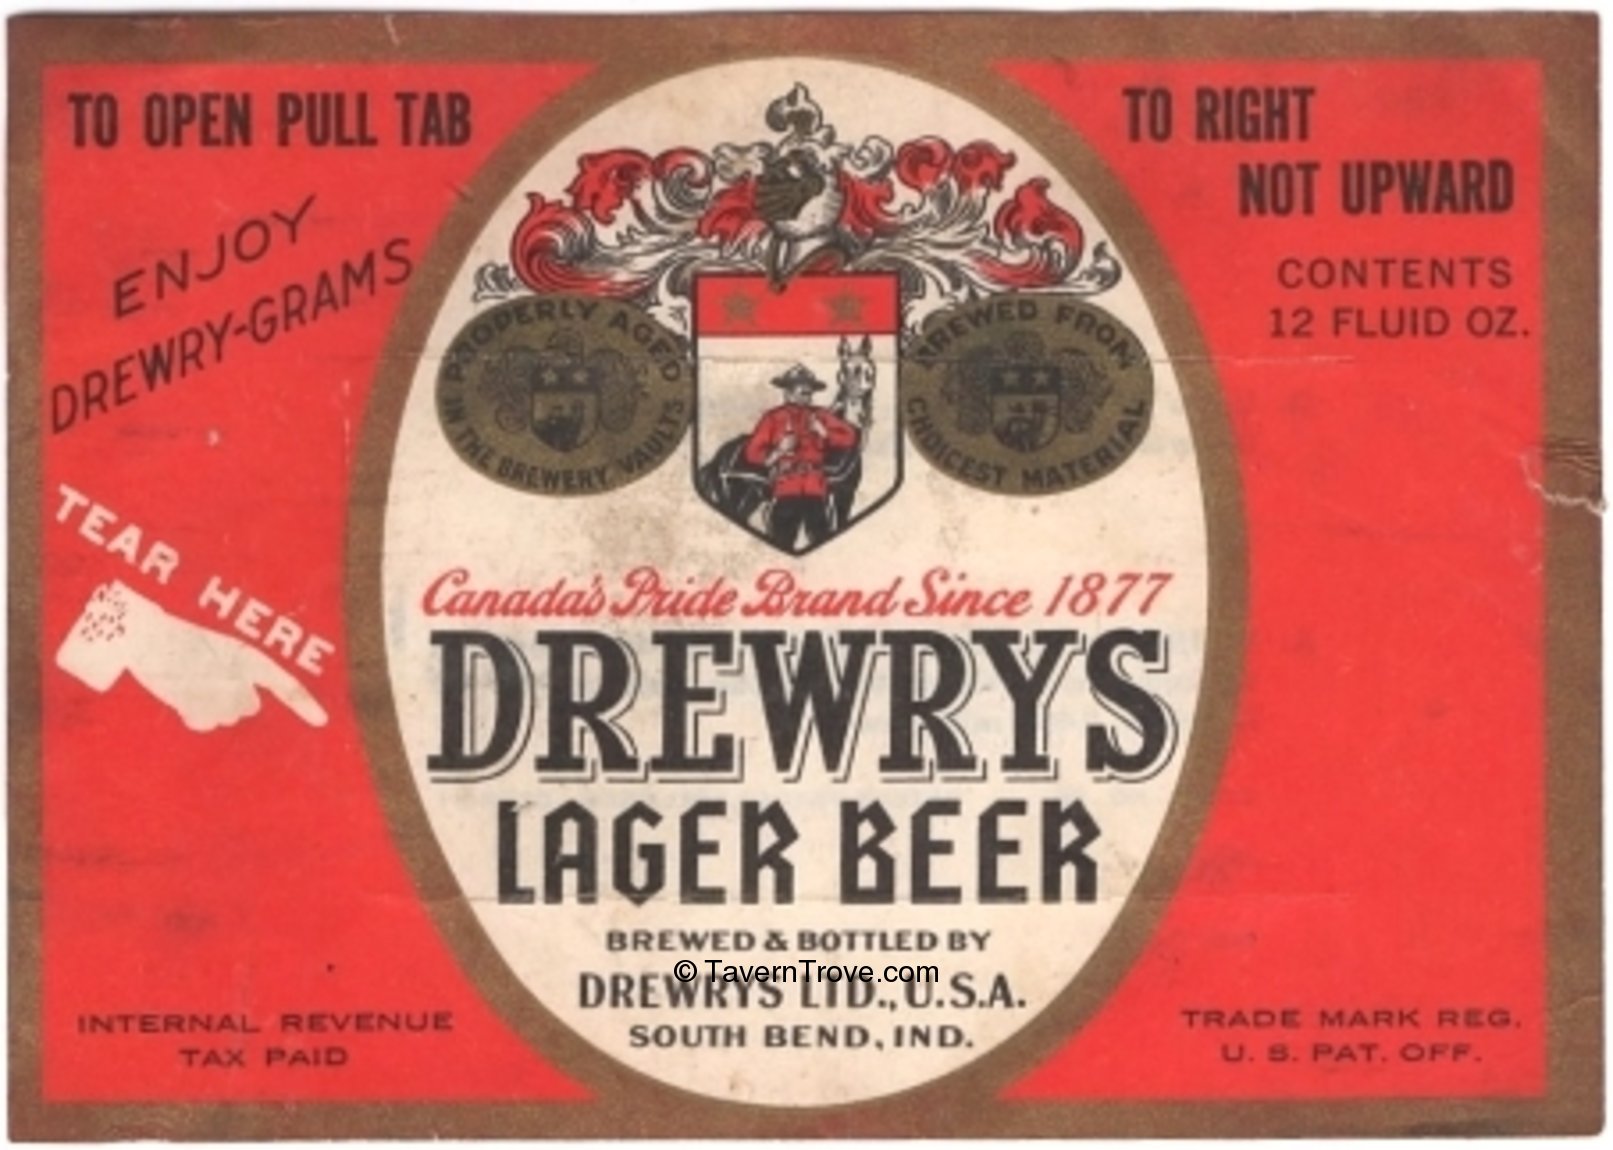 TO OPEN PULL TAB
ENJOY
DREWRY-GRAMS
TEAR HERE
INTERNAL REVENUE
TAX PAID
PROPERLY AGED
IN THE BREWERY VAULTS
BREWED FROM
CHOICEST MATERIAL
Canada's Pride Brand Since 1877
DREWRYS
LAGER BEER
BREWED & BOTTLED BY
© TavernTrove.com
DREWRYS LTD., U.S.A.
SOUTH BEND, IND.
TO RIGHT
NOT UPWARD
CONTENTS
12 FLUID OZ.
TRADE MARK REG.
U. S. PAT. OFF.